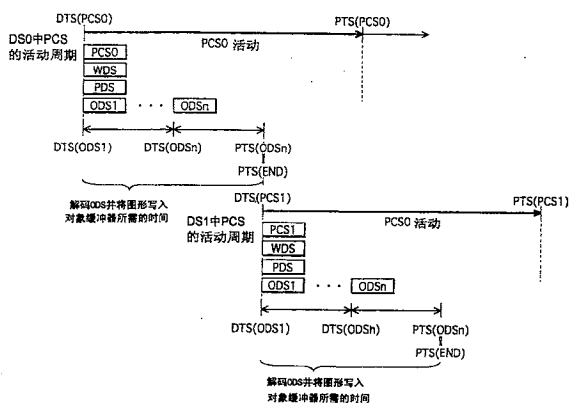 DTS(PCS0)
PTS(PCS0)
DS0中PCS
的活动周期
PCS0 活动
PCS0
WDS
PDS
ODS1 ··· ODSn
DTS(ODS1) DTS(ODSn) PTS(ODSn)
PTS(END)
解码ODS并将图形写入
对象缓冲器所需的时间
DTS(PCS1)
PTS(PCS1)
DS1中PCS
的活动周期
PCS0 活动
PCS1
WDS
PDS
ODS1 ··· ODSn
DTS(ODS1) DTS(ODSn) PTS(ODSn)
PTS(END)
解码ODS并将图形写入
对象缓冲器所需的时间